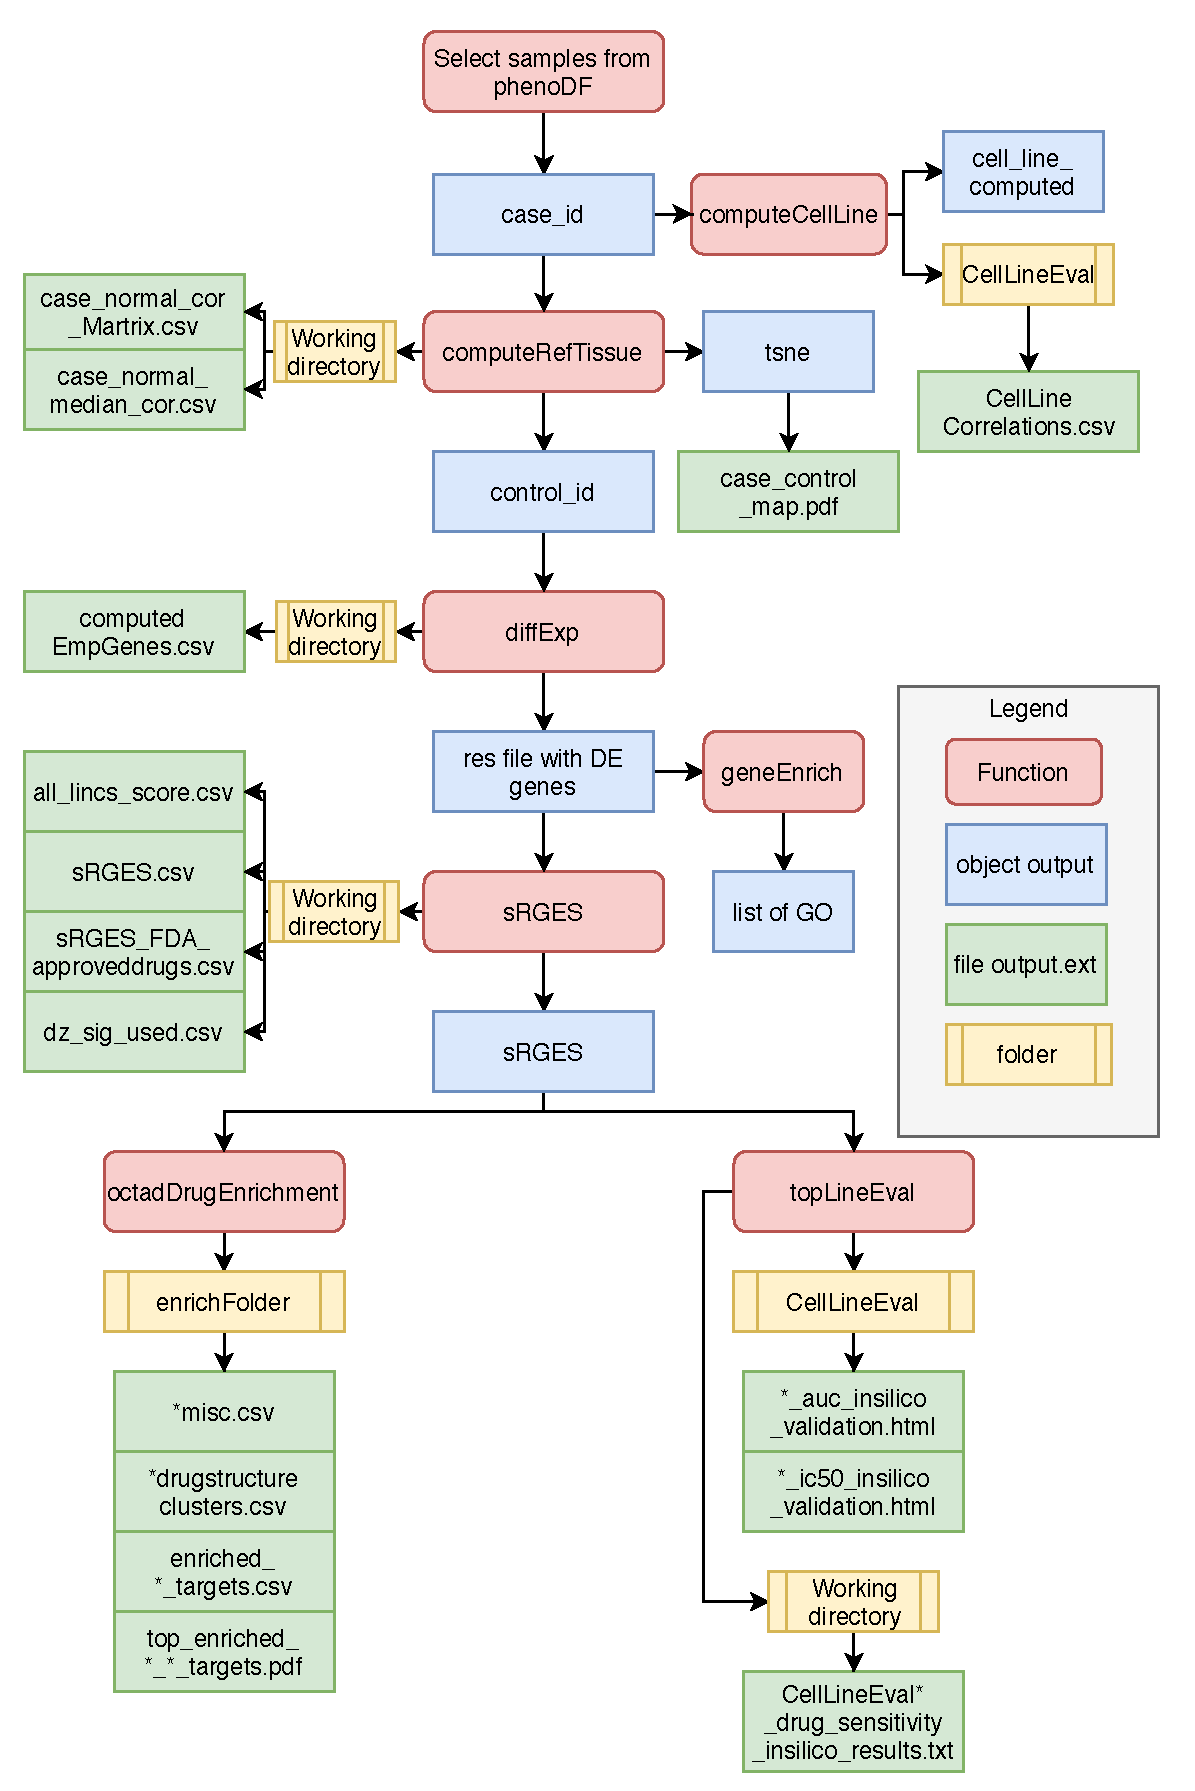 Select samples from
phenoDF
case_id
computeCellLine
cell_line_
computed
CellLineEval
CellLine
Correlations.csv
case_normal_cor
_Martrix.csv
case_normal_
median_cor.csv
Working
directory
computeRefTissue
tsne
case_control
_map.pdf
control_id
computed
EmpGenes.csv
Working
directory
diffExp
res file with DE
genes
geneEnrich
list of GO
all_lincs_score.csv
sRGES.csv
sRGES_FDA_
approveddrugs.csv
dz_sig_used.csv
Working
directory
sRGES
sRGES
Legend
Function
object output
file output.ext
folder
octadDrugEnrichment
enrichFolder
*misc.csv
*drugstructure
clusters.csv
enriched_
*_targets.csv
top_enriched_
*_*_targets.pdf
topLineEval
CellLineEval
*_auc_insilico
_validation.html
*_ic50_insilico
_validation.html
Working
directory
CellLineEval*
_drug_sensitivity
_insilico_results.txt